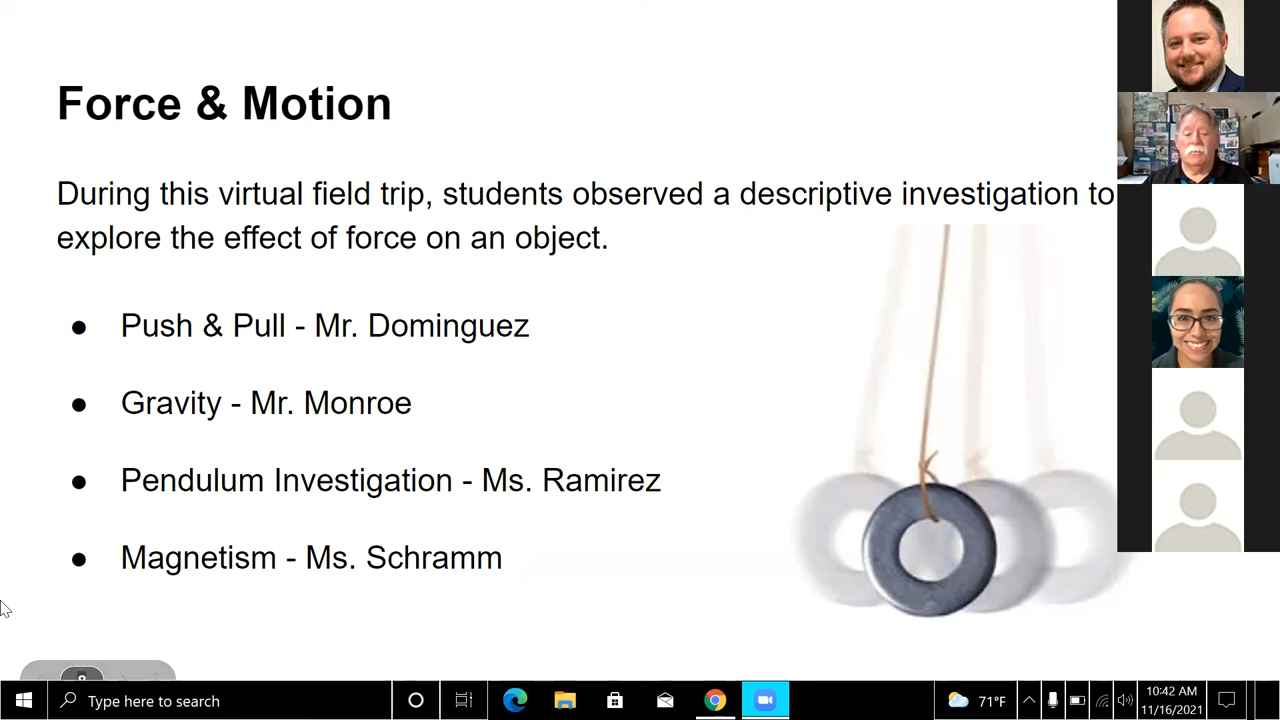 Force & Motion
During this virtual field trip, students observed a descriptive investigation to
explore the effect of force on an object.
● Push & Pull - Mr. Dominguez
● Gravity - Mr. Monroe
● Pendulum Investigation - Ms. Ramirez
● Magnetism - Ms. Schramm
Type here to search
71°F
10:42 AM
11/16/2021